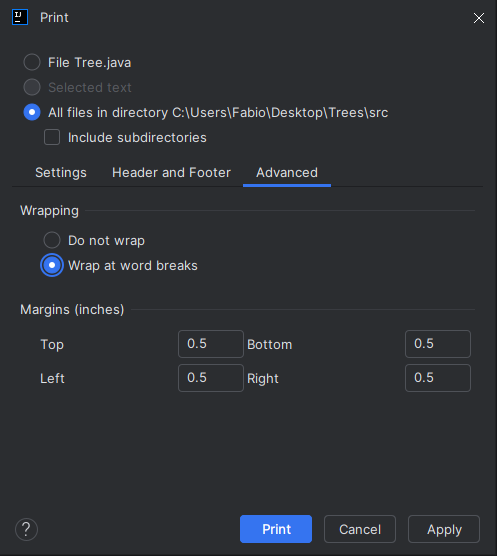 IJ Print
File Tree.java
Selected text
All files in directory C:\Users\Fabio\Desktop\Trees\src
Include subdirectories
Settings Header and Footer Advanced
Wrapping
Do not wrap
Wrap at word breaks
Margins (inches)
Top 0.5 Bottom 0.5
Left 0.5 Right 0.5
? Print Cancel Apply